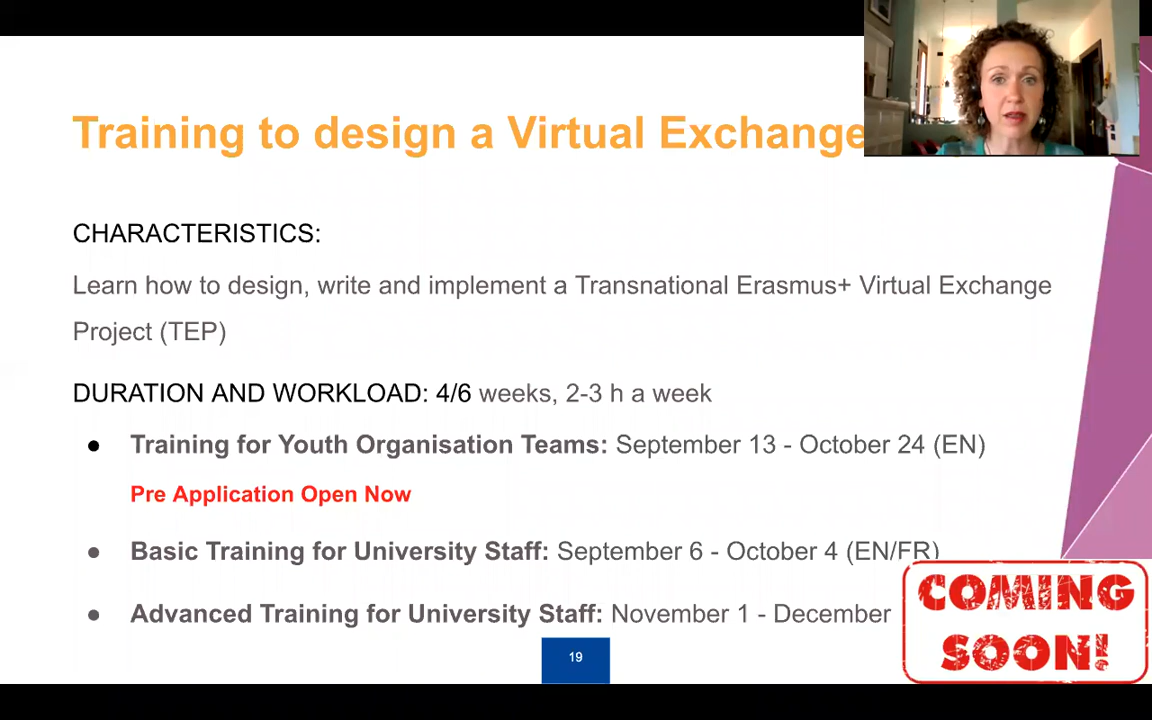 Training to design a Virtual Exchange
CHARACTERISTICS:
Learn how to design, write and implement a Transnational Erasmus+ Virtual Exchange
Project (TEP)
DURATION AND WORKLOAD: 4/6 weeks, 2-3 h a week
● Training for Youth Organisation Teams: September 13 - October 24 (EN)
Pre Application Open Now
● Basic Training for University Staff: September 6 - October 4 (EN/FR)
● Advanced Training for University Staff: November 1 - December
COMING
SOON!
19